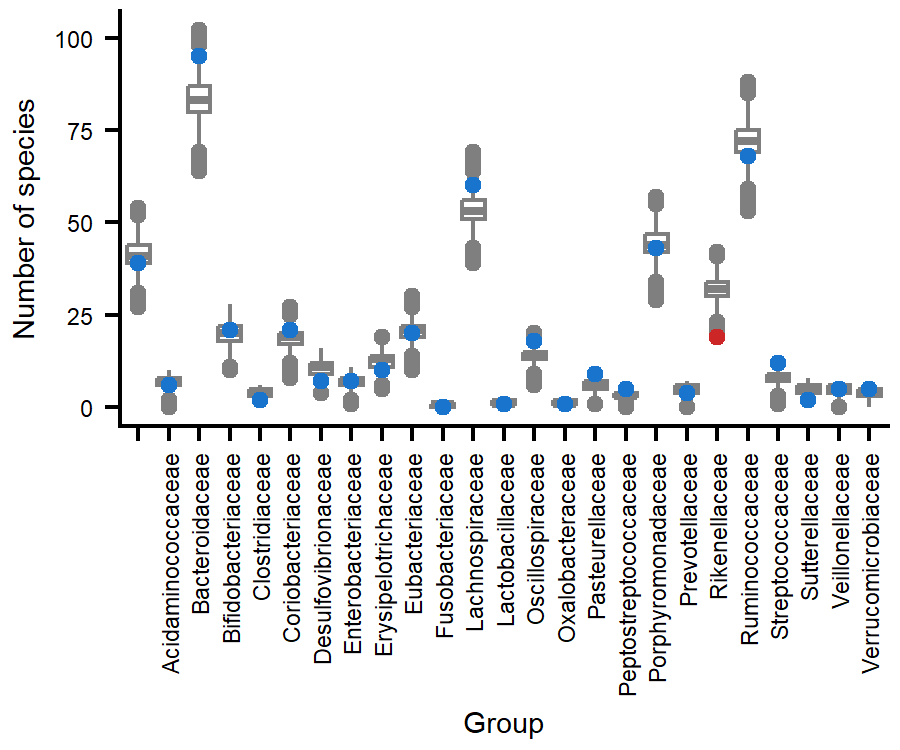 Number of species
100
75
50
25
0
Acidaminococcaceae
Bacteroidaceae
Bifidobacteriaceae
Clostridiaceae
Coriobacteriaceae
Desulfovibrionaceae
Enterobacteriaceae
Erysipelotrichaceae
Eubacteriaceae
Fusobacteriaceae
Lachnospiraceae
Lactobacillaceae
Oscillospiraceae
Oxalobacteraceae
Pasteurellaceae
Peptostreptococcaceae
Porphyromonadaceae
Prevotellaceae
Rikenellaceae
Ruminococcaceae
Streptococcaceae
Sutterellaceae
Veillonellaceae
Verrucomicrobiaceae
Group